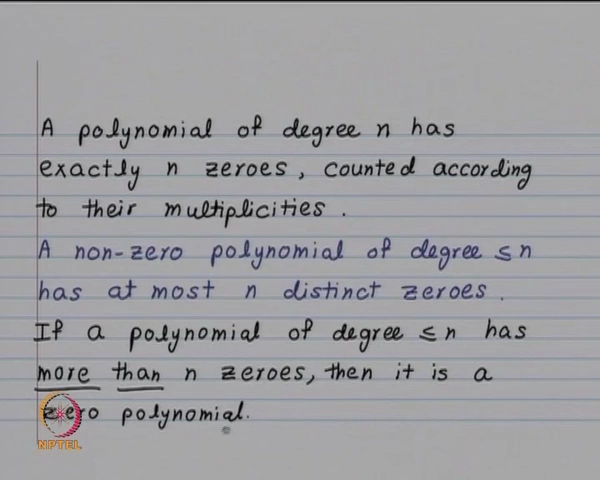 A polynomial of degree n has
exactly n zeroes, counted according
to their multiplicities.
A non-zero polynomial of degree ≤ n
has at most n distinct zeroes.
If a polynomial of degree ≤ n has
more than n zeroes, then it is a
zero polynomial.
NPTEL